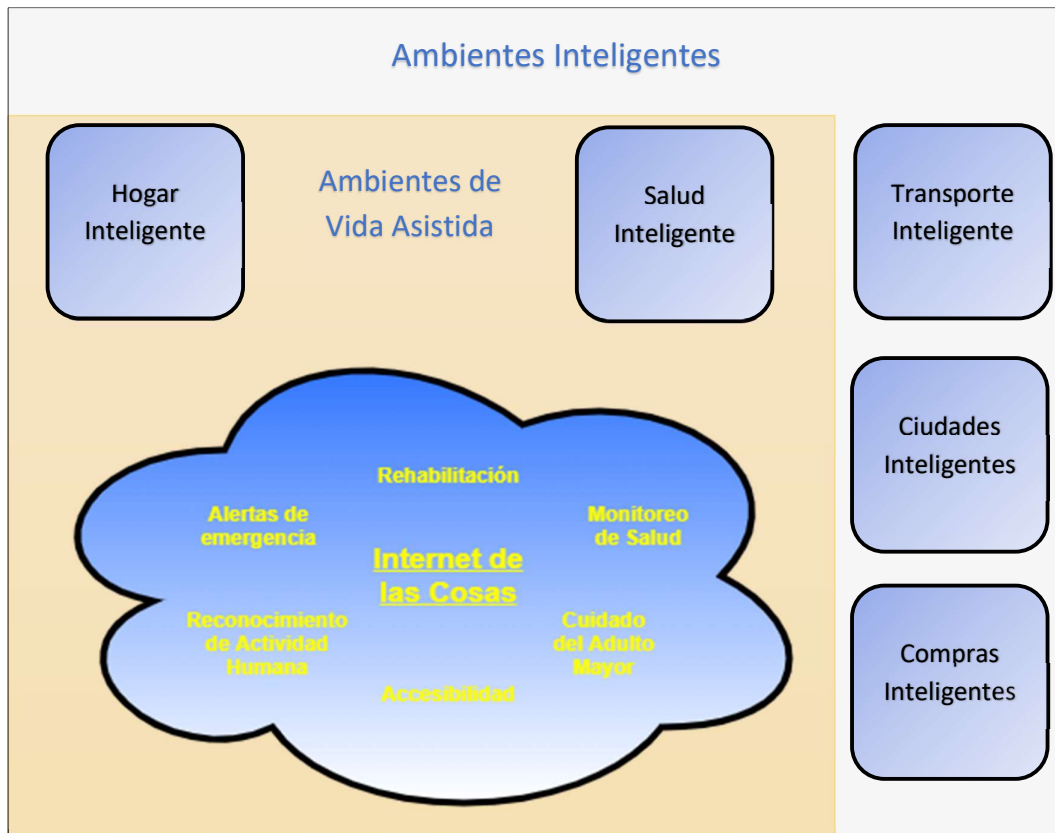 Ambientes Inteligentes
Hogar
Inteligente
Ambientes de
Vida Asistida
Salud
Inteligente
Transporte
Inteligente
Ciudades
Inteligentes
Compras
Inteligentes
Rehabilitación
Alertas de
emergencia
Monitoreo
de Salud
Internet de
las Cosas
Reconocimiento
de Actividad
Humana
Cuidado
del Adulto
Mayor
Accesibilidad